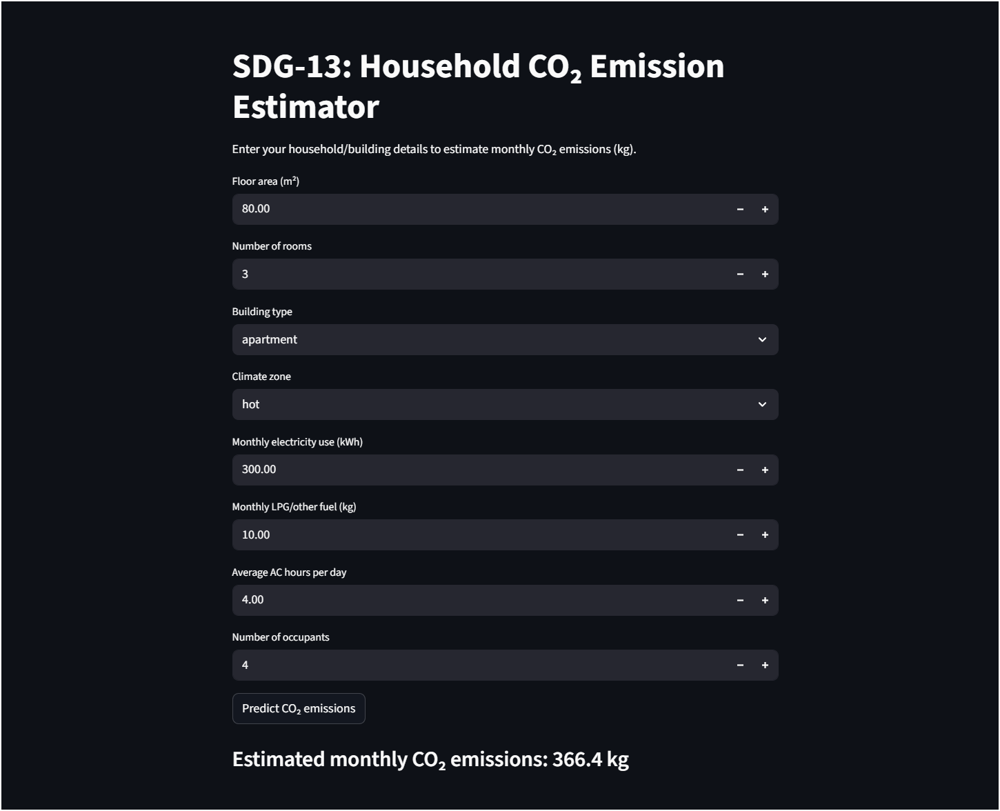 SDG-13: Household CO₂ Emission
Estimator
Enter your household/building details to estimate monthly CO₂ emissions (kg).
Floor area (m²)
80.00
Number of rooms
3
Building type
apartment
Climate zone
hot
Monthly electricity use (kWh)
300.00
Monthly LPG/other fuel (kg)
10.00
Average AC hours per day
4.00
Number of occupants
4
Predict CO₂ emissions
Estimated monthly CO₂ emissions: 366.4 kg